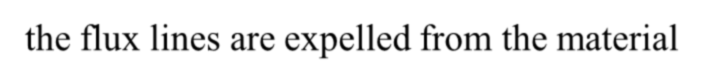 the flux lines are expelled from the material